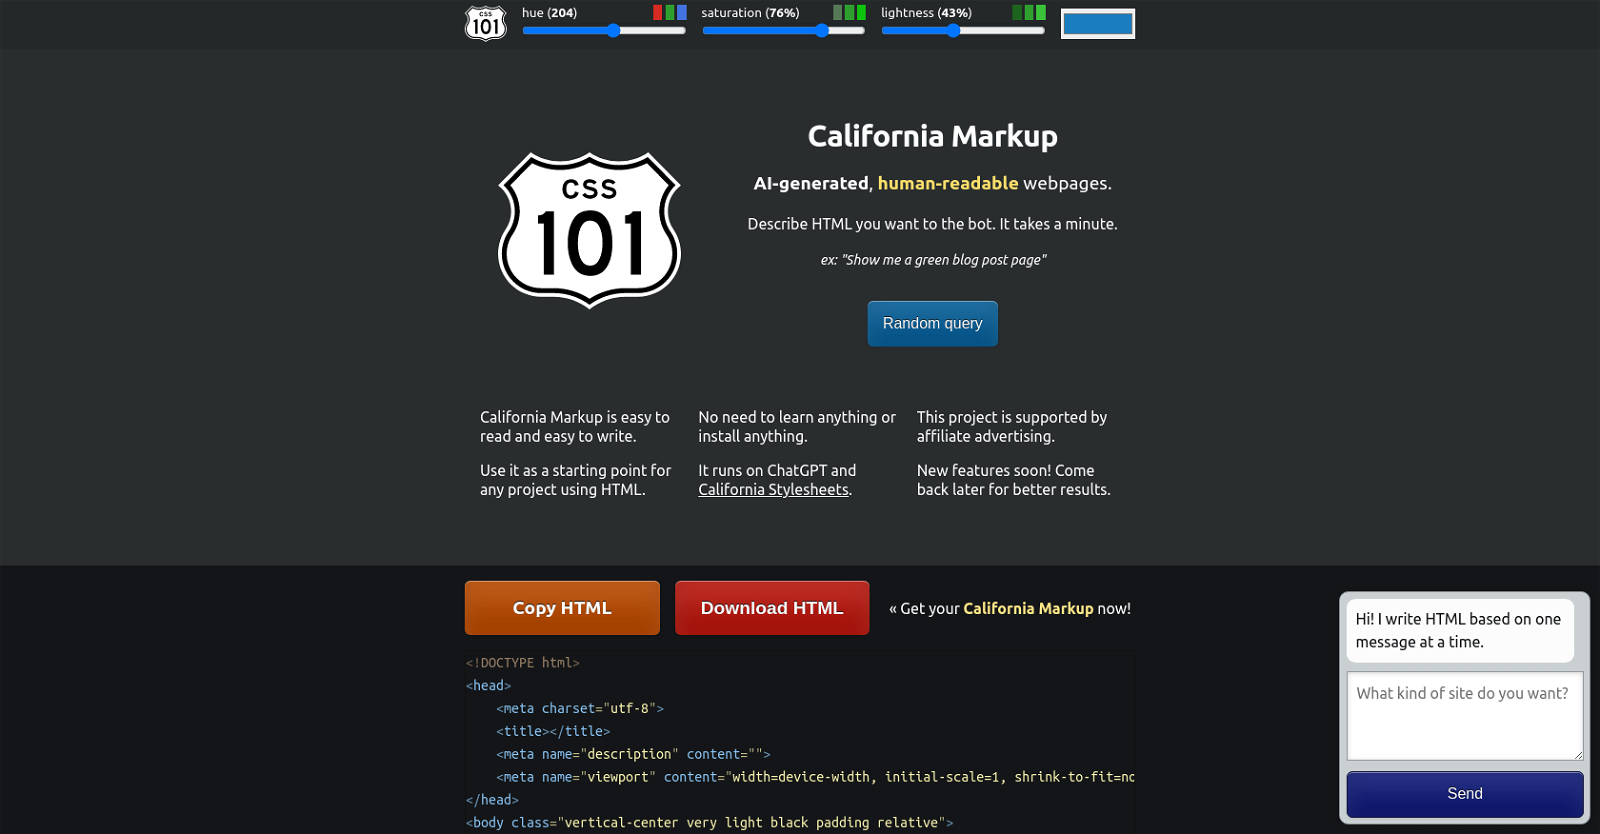 CSS
101
hue (204)
saturation (76%)
lightness (43%)
CSS
101
California Markup
AI-generated, human-readable webpages.
Describe HTML you want to the bot. It takes a minute.
ex: "Show me a green blog post page"
Random query
California Markup is easy to
read and easy to write.
Use it as a starting point for
any project using HTML.
No need to learn anything or
install anything.
It runs on ChatGPT and
California Stylesheets.
This project is supported by
affiliate advertising.
New features soon! Come
back later for better results.
Copy HTML
Download HTML
« Get your California Markup now!
<!DOCTYPE html>
<head>
<meta charset="utf-8">
<title></title>
<meta name="description" content="">
<meta name="viewport" content="width=device-width, initial-scale=1, shrink-to-fit=no
</head>
<body class="vertical-center very light black padding relative">
Hi! I write HTML based on one
message at a time.
What kind of site do you want?
Send